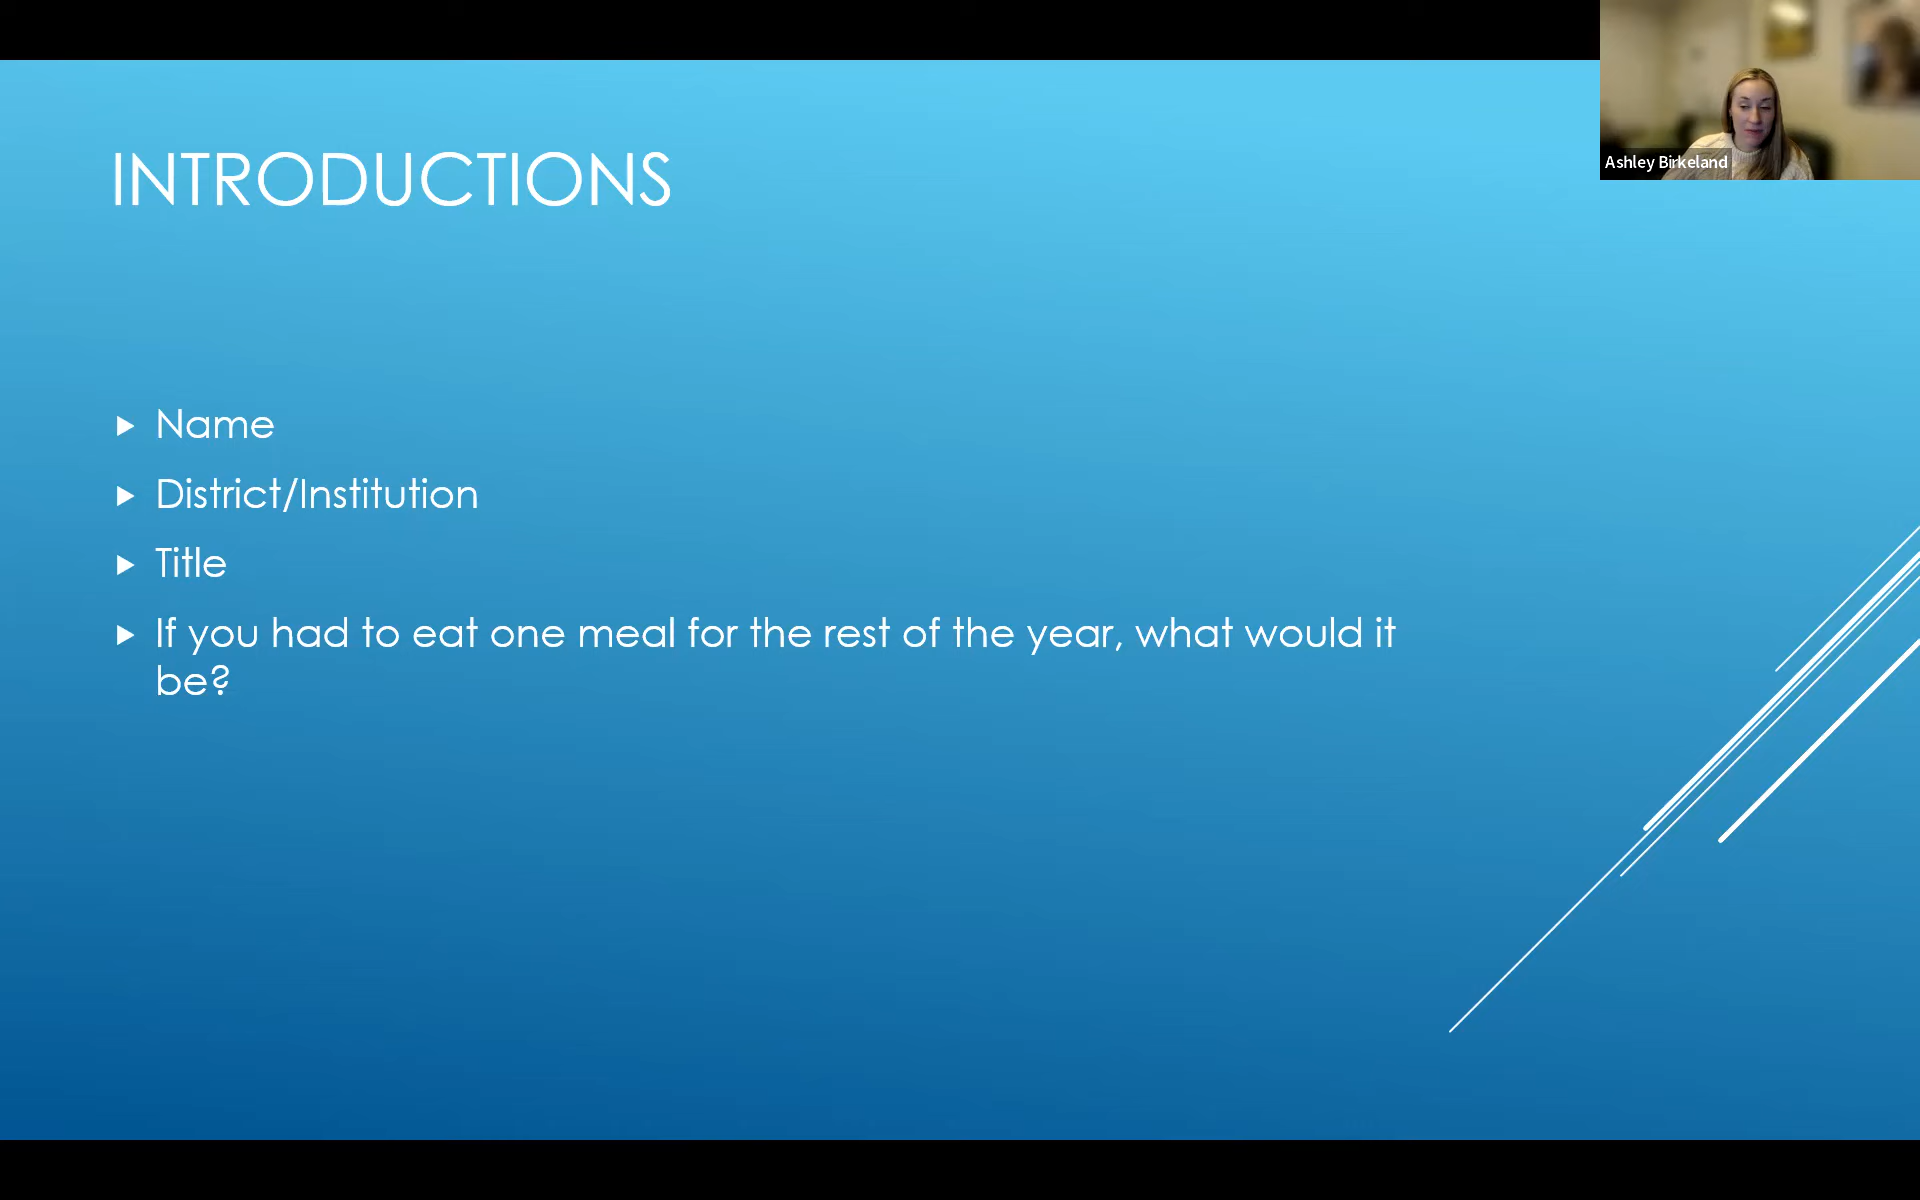 INTRODUCTIONS
Ashley Birkeland
Name
District/Institution
Title
If you had to eat one meal for the rest of the year, what would it
be?